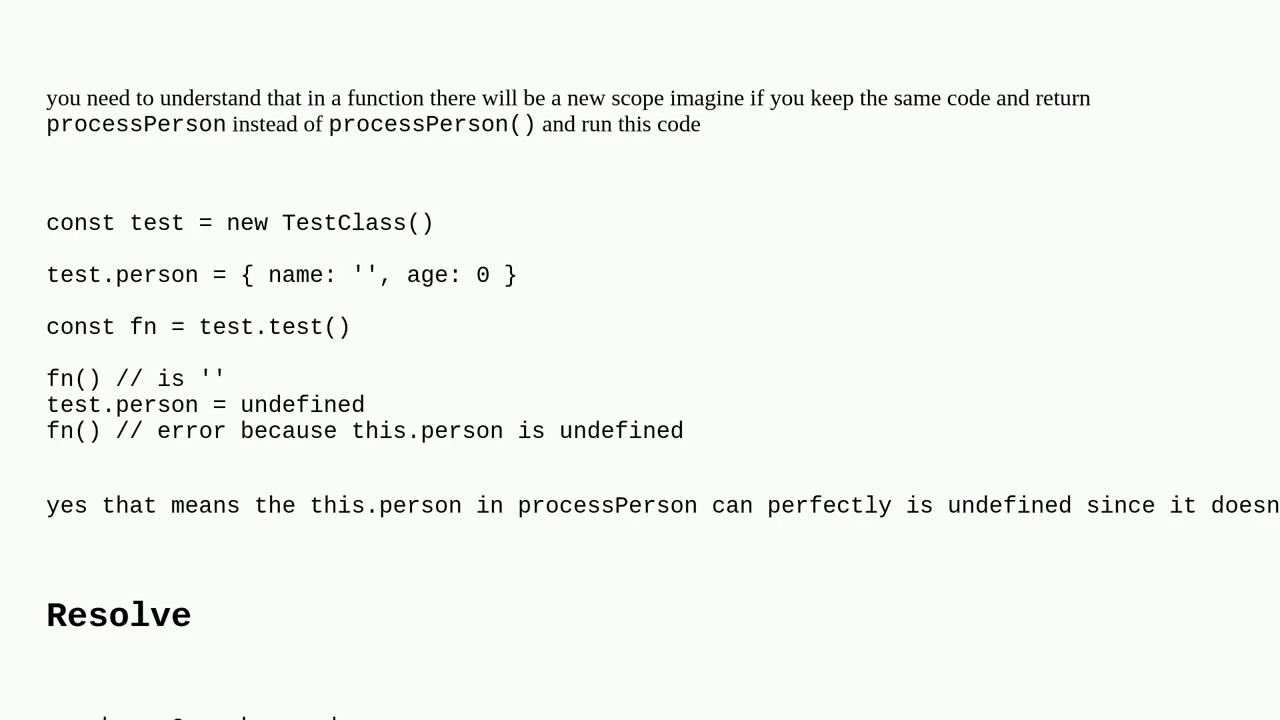 you need to understand that in a function there will be a new scope imagine if you keep the same code and return
processPerson instead of processPerson() and run this code
const test = new TestClass()
test.person = { name: '', age: 0 }
const fn = test.test()
fn() // is ''
test.person = undefined
fn() // error because this.person is undefined
yes that means the this.person in processPerson can perfectly is undefined since it doesn
Resolve